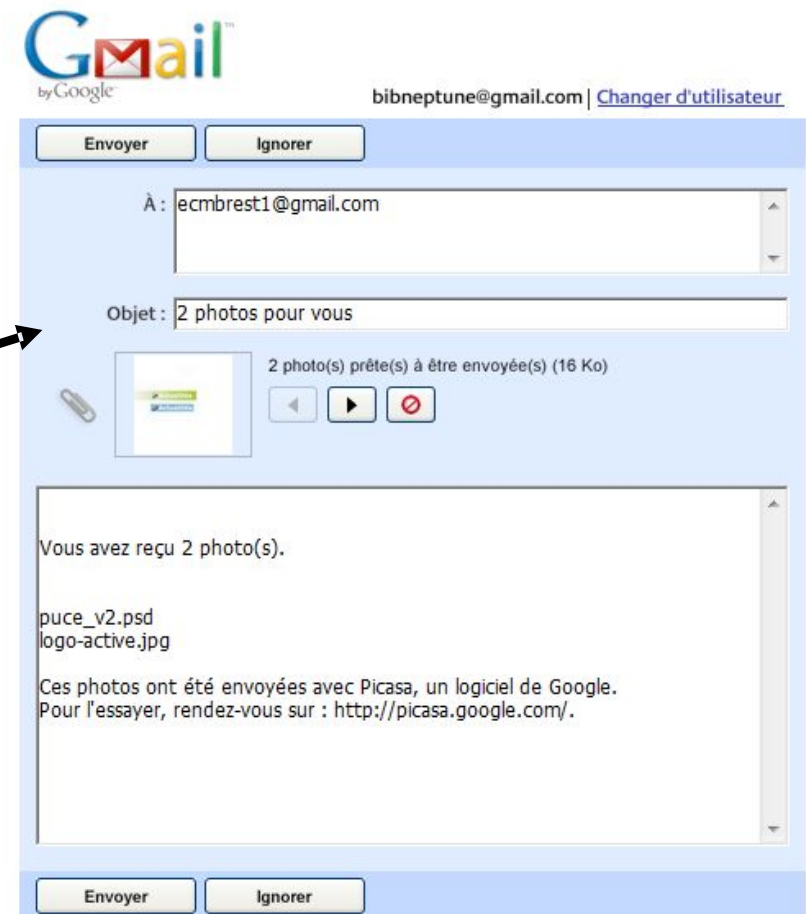 Gmail™
by Google
bibneptune@gmail.com | Changer d'utilisateur
Envoyer Ignorer
À : ecmbrest1@gmail.com
Objet : 2 photos pour vous
2 photo(s) prête(s) à être envoyée(s) (16 Ko)
Vous avez reçu 2 photo(s).
puce_v2.psd
logo-active.jpg
Ces photos ont été envoyées avec Picasa, un logiciel de Google.
Pour l'essayer, rendez-vous sur : http://picasa.google.com/.
Envoyer Ignorer